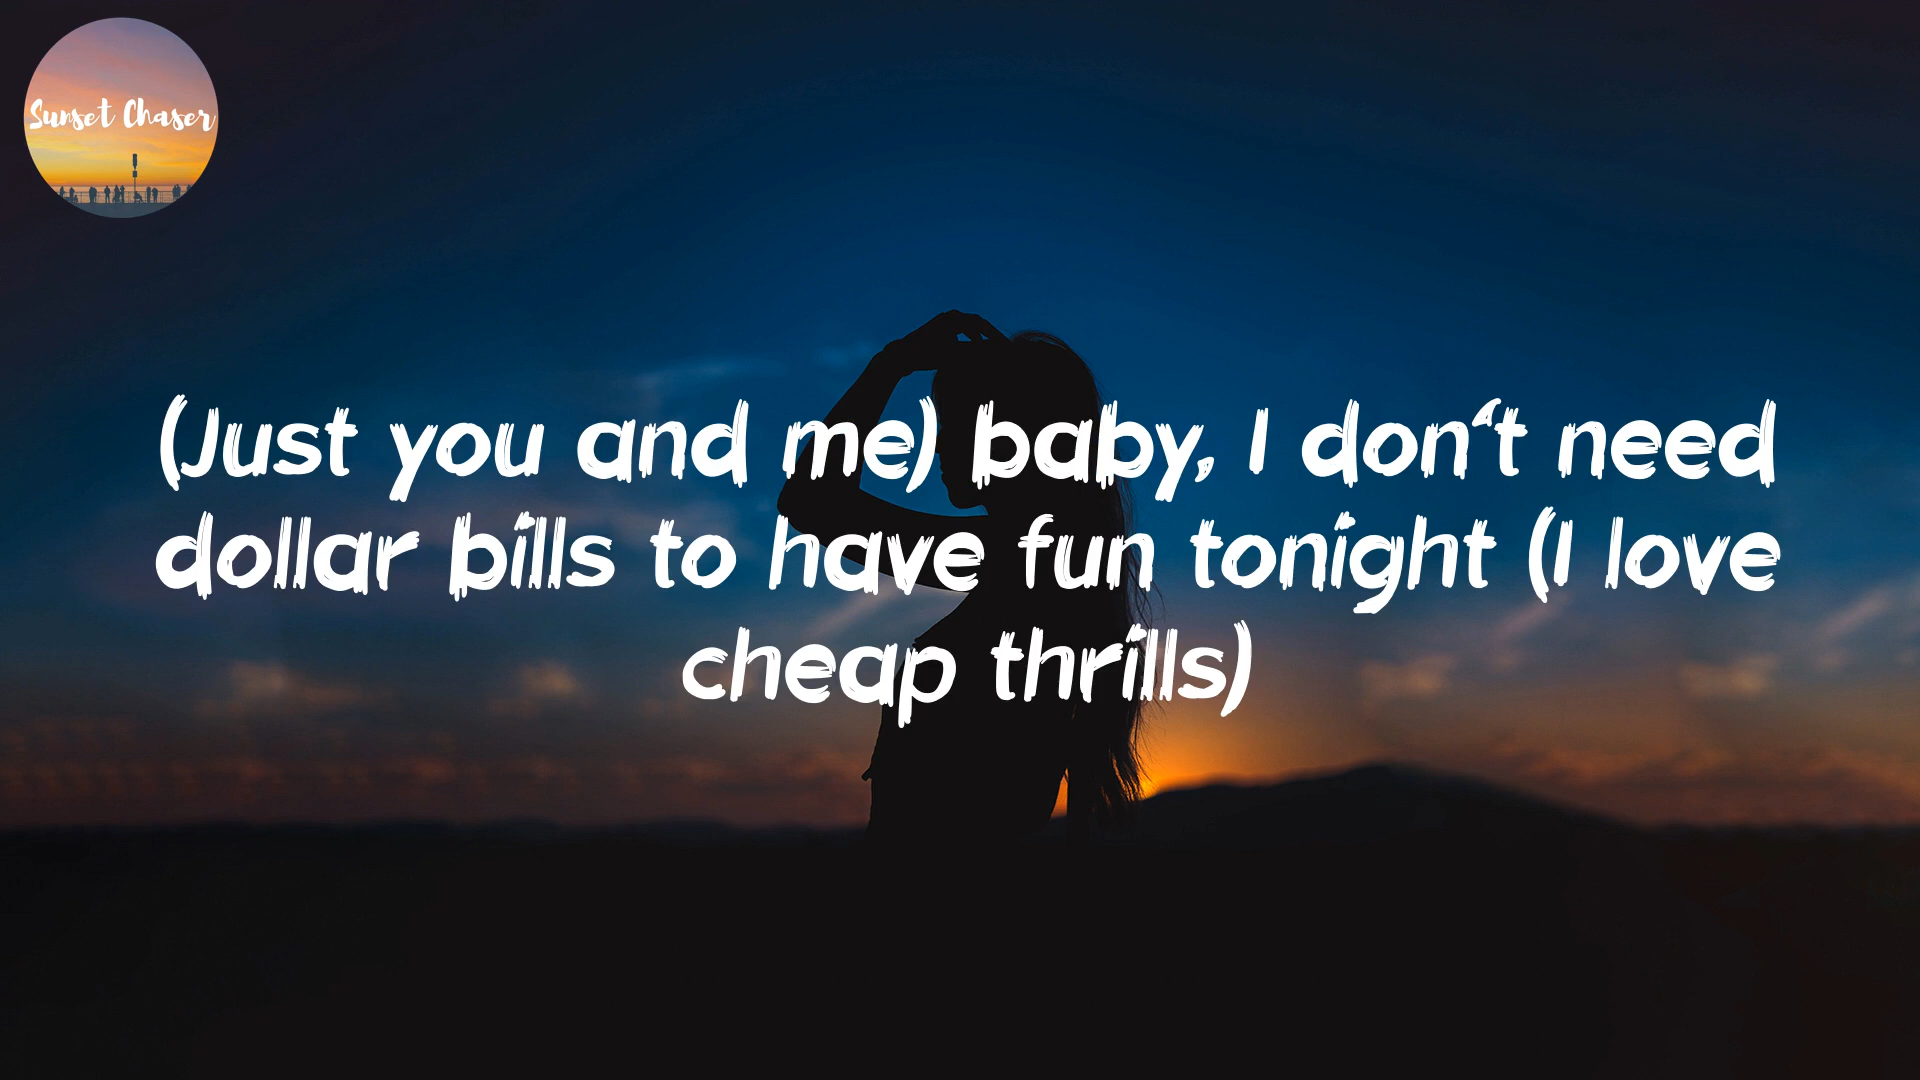 Sunset Chaser
(Just you and me) baby, I don't need
dollar bills to have fun tonight (I love
cheap thrills)